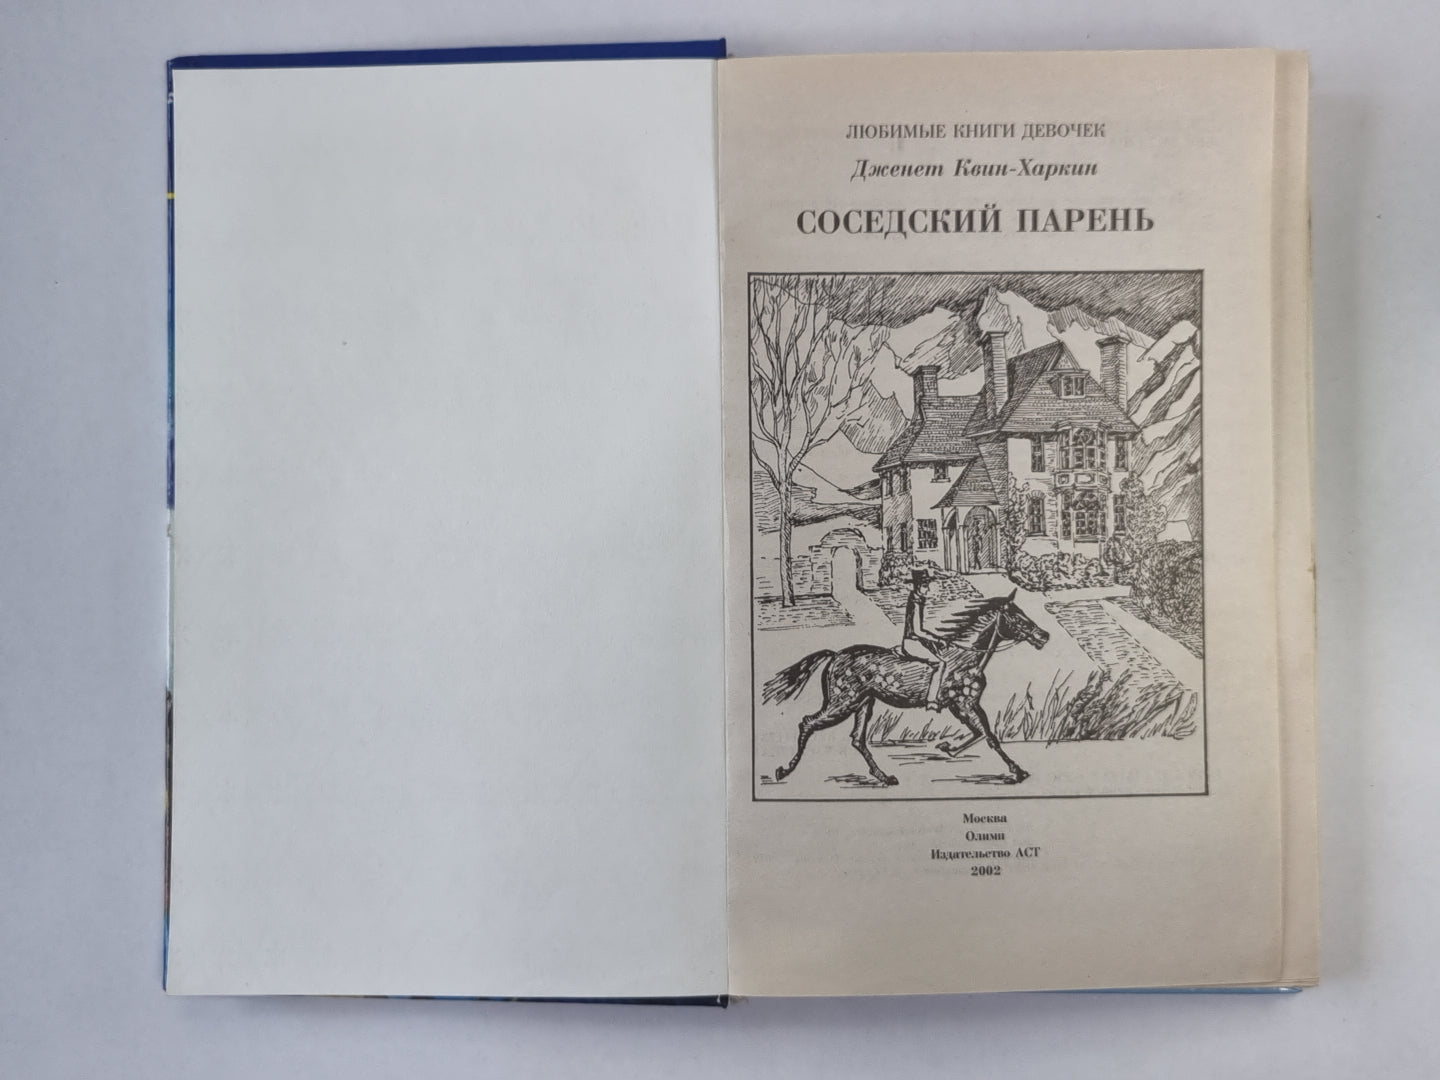 ЛЮБИМЫЕ КНИГИ ДЕВОЧЕК
Дженет Квин-Харкин
СОСЕДСКИЙ ПАРЕНЬ
Москва
Олимп
Издательство АСТ
2002